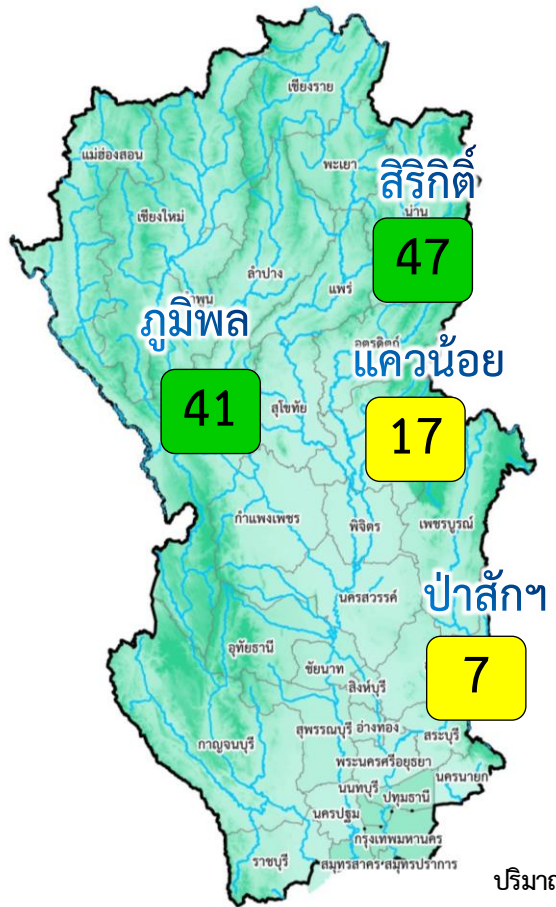 เชียงราย
แม่ฮ่องสอน
พะเยา
สิริกิติ์
น่าน
เชียงใหม่
47
ลำปาง
แพร่
ลำพูน
ภูมิพล
อุตรดิตถ์
แควน้อย
41
สุโขทัย
17
กำแพงเพชร
พิจิตร
เพชรบูรณ์
นครสวรรค์
ป่าสักฯ
อุทัยธานี
ชัยนาท
7
สิงห์บุรี
สุพรรณบุรี อ่างทอง
สระบุรี
กาญจนบุรี
พระนครศรีอยุธยา
นครนายก
นนทบุรี
ปทุมธานี
นครปฐม
กรุงเทพมหานคร
ราชบุรี
สมุทรสาคร สมุทรปราการ